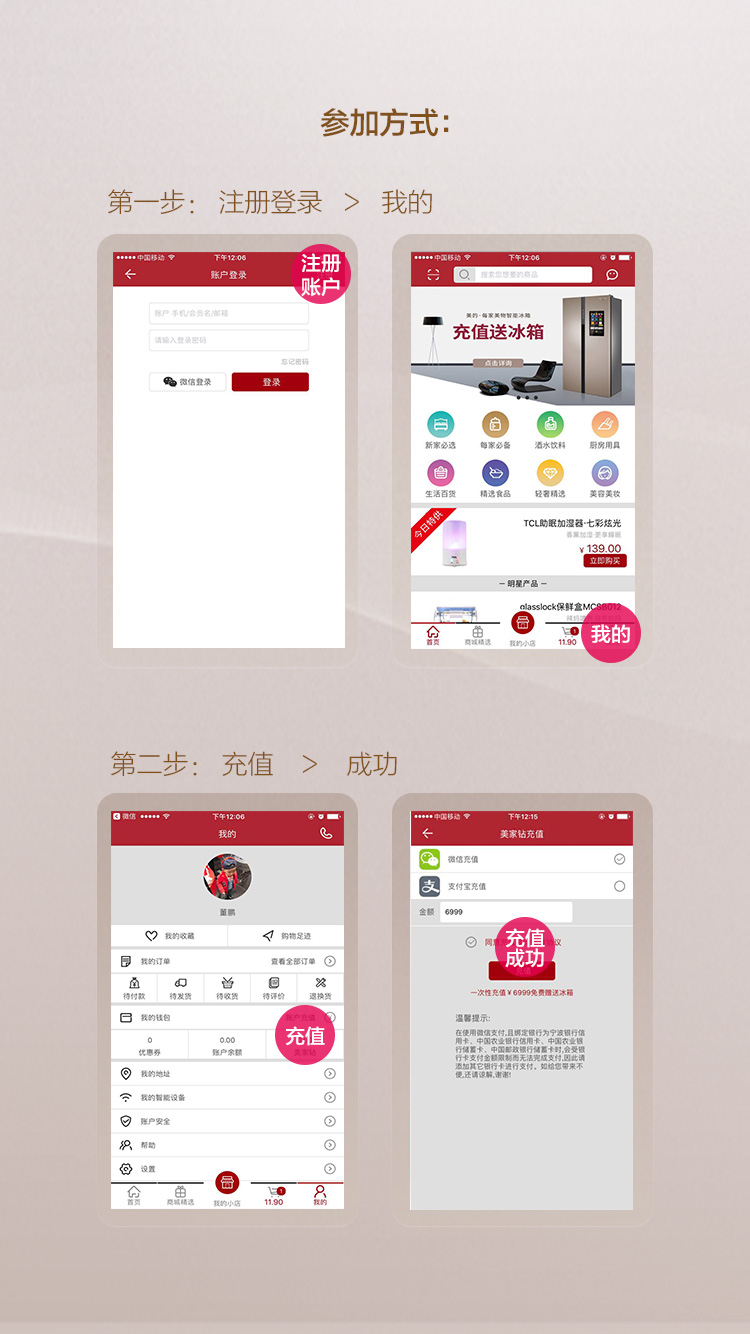 参加方式：
第一步： 注册登录 > 我的
中国移动 下午12:06
账户登录
注册
账户
账户 手机/会员名/邮箱
请输入登录密码
忘记密码
微信登录 登录
中国移动 下午12:06
搜索您想要的商品
美的·每家美物智能冰箱
充值送冰箱
点击详询
新家必选 每家必备 酒水饮料 厨房用具
生活百货 精选食品 轻奢精选 美容美妆
今日特供
TCL助眠加湿器·七彩炫光
香薰加湿 更享睡眠
¥ 139.00
立即购买
— 明星产品 —
glasslock保鲜盒MCSB012
首页 商城精选 我的小店 11.90 1
我的
第二步： 充值 > 成功
微信 下午12:06
我的
董鹏
我的收藏 购物足迹
我的订单 查看全部订单
待付款 待发货 待收货 待评价 退换货
我的钱包 账户充值
充值
0 0.00
优惠券 账户余额 美家钻
我的地址
我的智能设备
账户安全
帮助
设置
首页 商城精选 我的小店 11.90 1 我的
中国移动 下午12:15
美家钻充值
微信充值
支付宝充值
金额 6999
充值
成功
同意 协议
一次性充值¥6999免费赠送冰箱
温馨提示:
在使用微信支付,且绑定银行为宁波银行信
用卡、中国农业银行信用卡、中国农业银
行储蓄卡、中国邮政银行储蓄卡时,会受银
行卡支付金额限制而无法完成支付,因此请
添加其它银行卡进行支付。如给您带来不
便,还请谅解,谢谢!